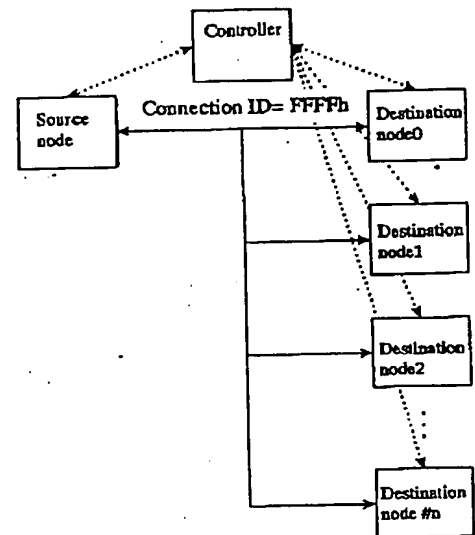 Controller
Connection ID= FFFFh
Source
node
Destination
node0
Destination
node1
Destination
node2
Destination
node #n